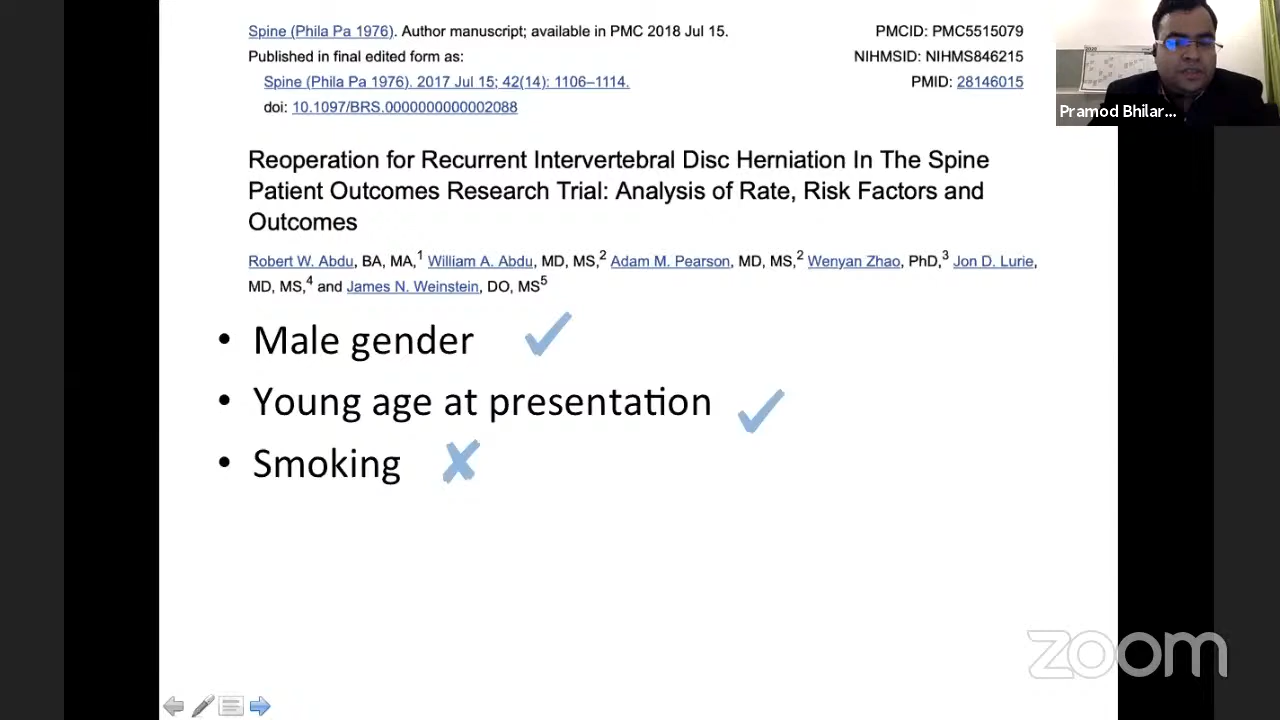 Spine (Phila Pa 1976). Author manuscript; available in PMC 2018 Jul 15.
Published in final edited form as:
Spine (Phila Pa 1976). 2017 Jul 15; 42(14): 1106–1114.
doi: 10.1097/BRS.0000000000002088
PMCID: PMC5515079
NIHMSID: NIHMS846215
PMID: 28146015
Pramod Bhilar...
Reoperation for Recurrent Intervertebral Disc Herniation In The Spine
Patient Outcomes Research Trial: Analysis of Rate, Risk Factors and
Outcomes
Robert W. Abdu, BA, MA,1 William A. Abdu, MD, MS,2 Adam M. Pearson, MD, MS,2 Wenyan Zhao, PhD,3 Jon D. Lurie,
MD, MS,4 and James N. Weinstein, DO, MS5
• Male gender ✓
• Young age at presentation ✓
• Smoking ✗
zoom